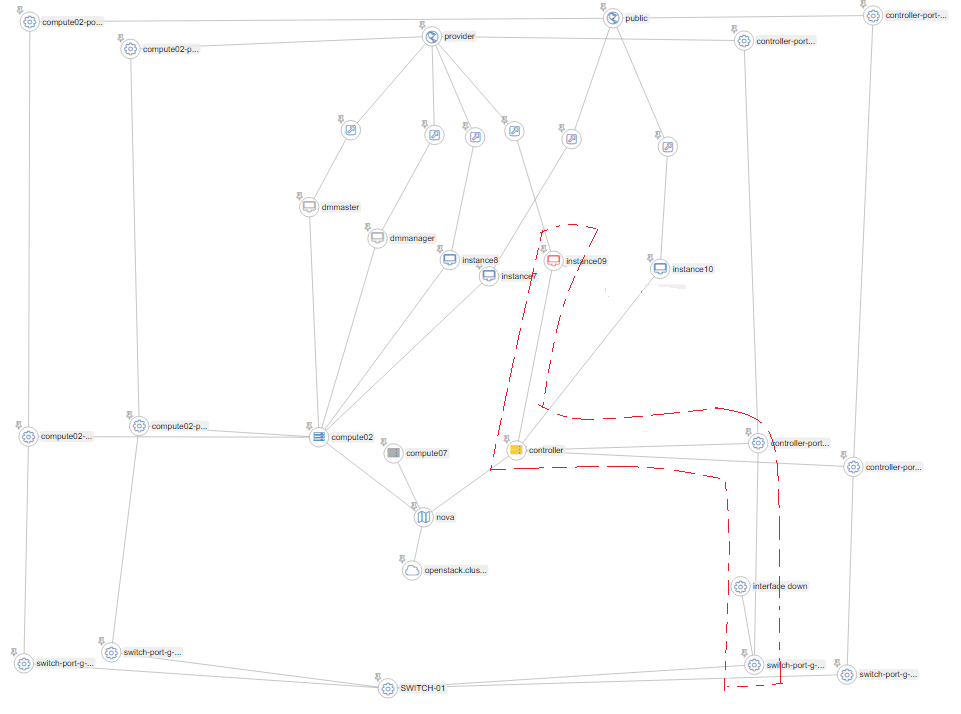 compute02-po...
public
controller-port-...
compute02-p...
provider
controller-port...
dmmaster
dmmanager
instance8
instance7
instance09
instance10
compute02-...
compute02-p...
compute02
compute07
controller
controller-port...
controller-por...
nova
openstack.clus...
interface down
switch-port-g-...
switch-port-g-...
SWITCH-01
switch-port-g-...
switch-port-g-...